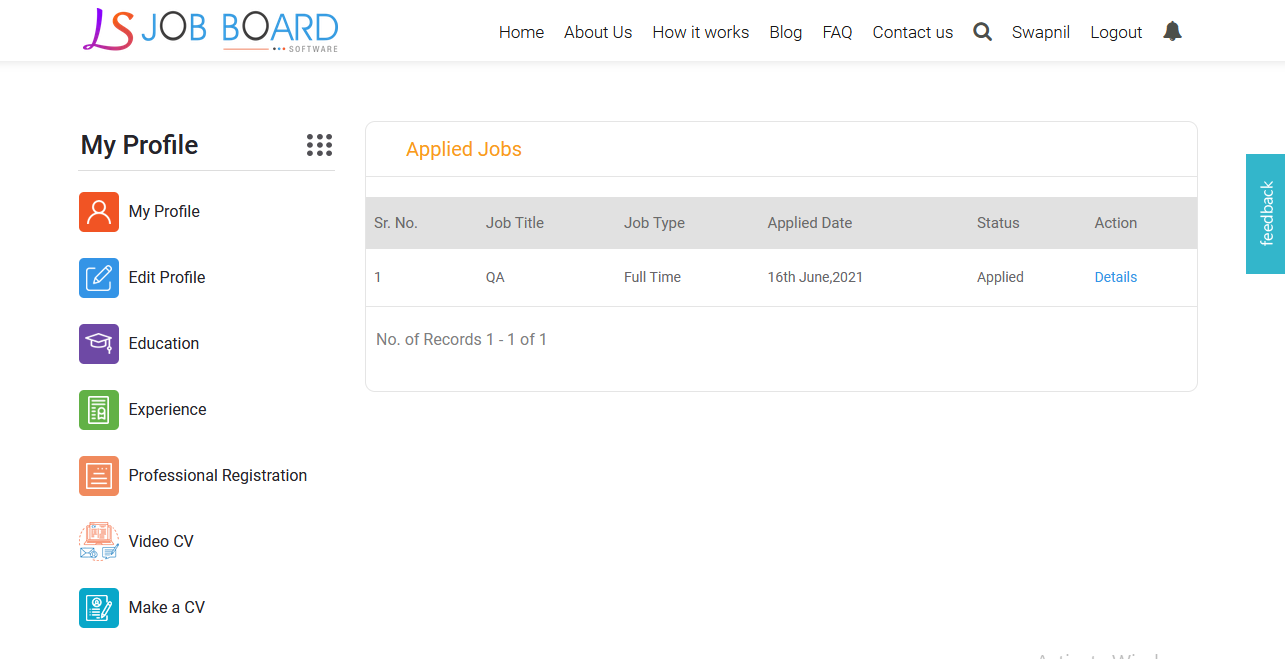 LS JOB BOARD
SOFTWARE
Home About Us How it works Blog FAQ Contact us Swapnil Logout
My Profile
My Profile
Edit Profile
Education
Experience
Professional Registration
Video CV
Make a CV
Applied Jobs
Sr. No. Job Title Job Type Applied Date Status Action
1 QA Full Time 16th June,2021 Applied Details
No. of Records 1 - 1 of 1
feedback